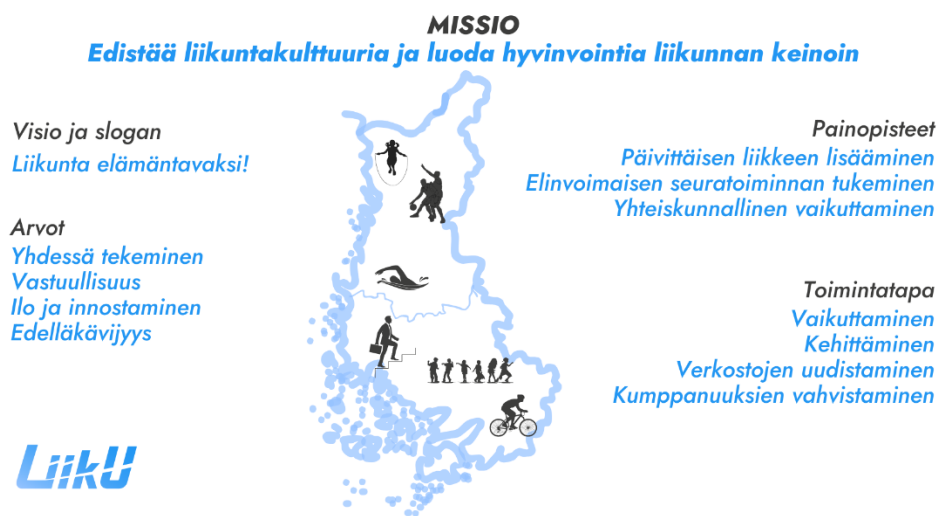 MISSIO
Edistää liikuntakulttuuria ja luoda hyvinvointia liikunnan keinoin
Visio ja slogan
Liikunta elämäntavaksi!
Arvot
Yhdessä tekeminen
Vastuullisuus
Ilo ja innostaminen
Edelläkävijyys
Painopisteet
Päivittäisen liikkeen lisääminen
Elinvoimaisen seuratoiminnan tukeminen
Yhteiskunnallinen vaikuttaminen
Toimintatapa
Vaikuttaminen
Kehittäminen
Verkostojen uudistaminen
Kumppanuuksien vahvistaminen
LiikU